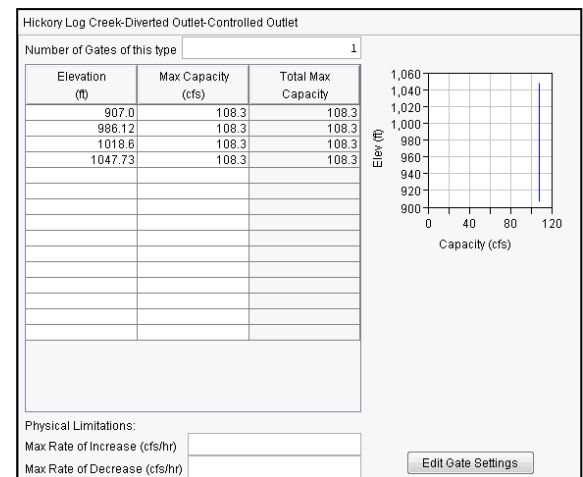 Hickory Log Creek-Diverted Outlet-Controlled Outlet
Number of Gates of this type 1
Elevation (ft) Max Capacity (cfs) Total Max Capacity
907.0 108.3 108.3
986.12 108.3 108.3
1018.6 108.3 108.3
1047.73 108.3 108.3
Elev (ft)
1,060
1,040
1,020
1,000
980
960
940
920
900
0 40 80 120
Capacity (cfs)
Physical Limitations:
Max Rate of Increase (cfs/hr)
Max Rate of Decrease (cfs/hr)
Edit Gate Settings